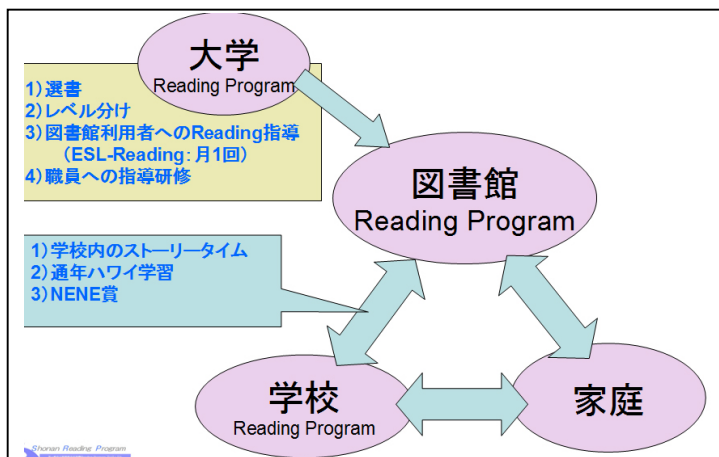 大学
Reading Program
1)選書
2)レベル分け
3)図書館利用者へのReading指導
(ESL-Reading:月1回)
4)職員への指導研修
図書館
Reading Program
1)学校内のストーリータイム
2)通年ハワイ学習
3)NENE賞
学校
Reading Program
家庭
Shonan Reading Program